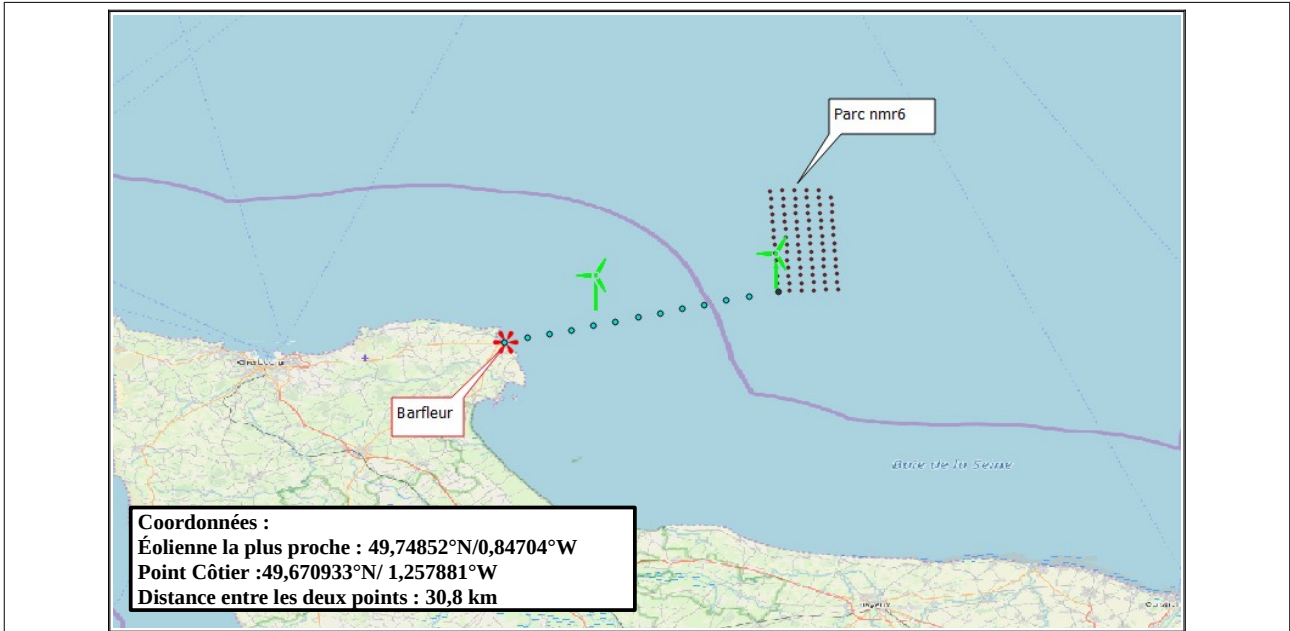 Parc nmr6
Barfleur
Baie de la Seine
Coordonnées :
Éolienne la plus proche : 49,74852°N/0,84704°W
Point Côtier :49,670933°N/ 1,257881°W
Distance entre les deux points : 30,8 km